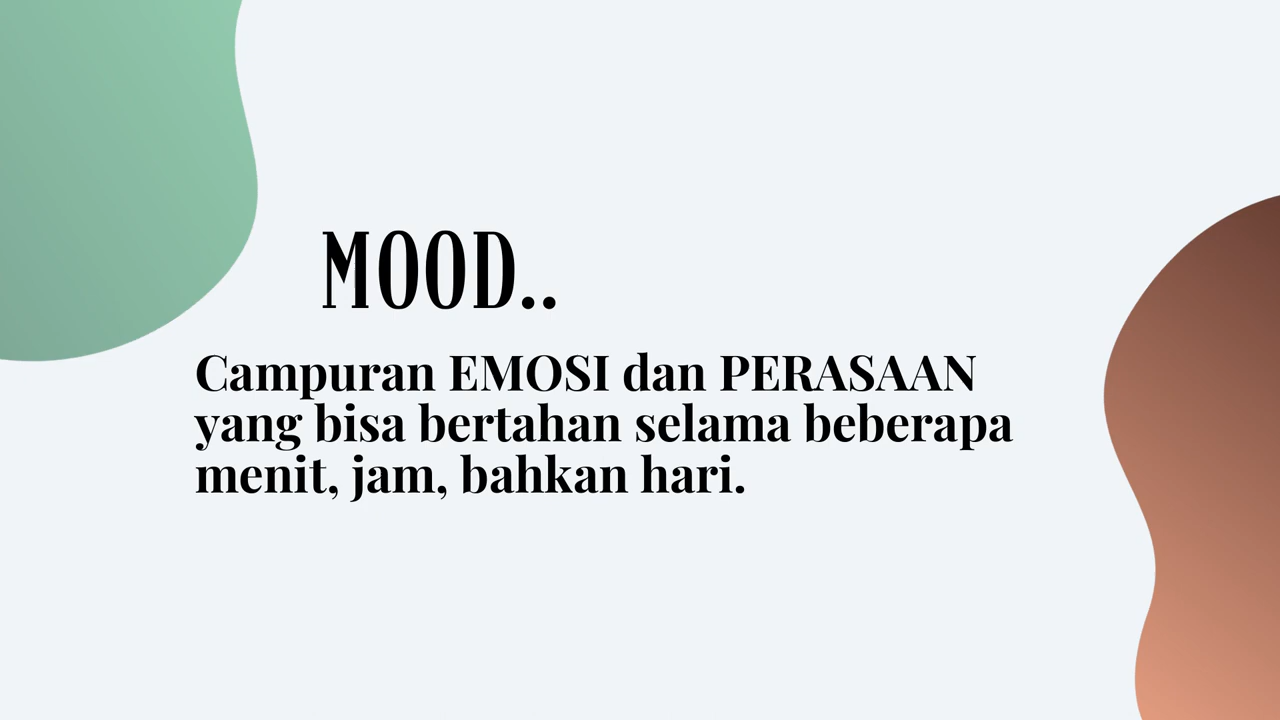 MOOD..
Campuran EMOSI dan PERASAAN
yang bisa bertahan selama beberapa
menit, jam, bahkan hari.